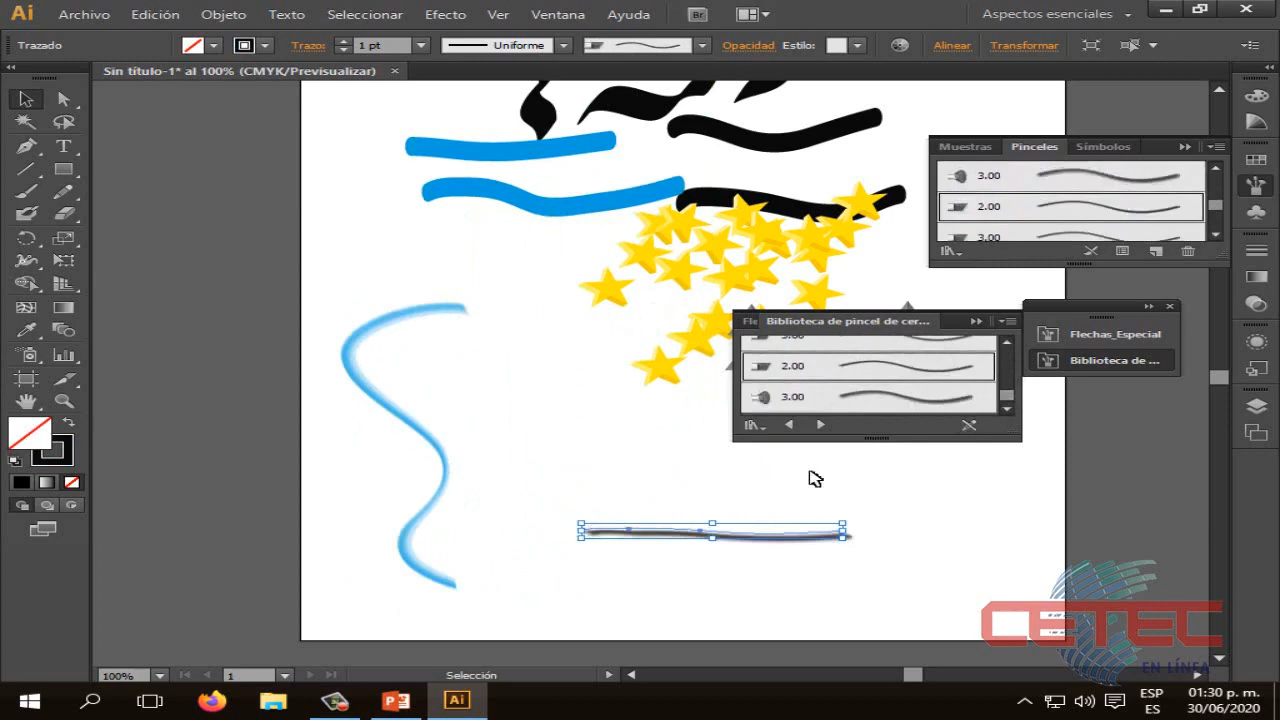 Ai Archivo Edición Objeto Texto Seleccionar Efecto Ver Ventana Ayuda Br Aspectos esenciales
Trazado Trazo: 1 pt Uniforme Opacidad Estilo: Alinear Transformar
Sin título-1* al 100% (CMYK/Previsualizar) ×
Muestras Pinceles Símbolos
3.00
2.00
3.00
Biblioteca de pincel de cer...
2.00
3.00
Flechas_Especial
Biblioteca de ...
CETEC
EN LÍNEA
100% 1 Selección
Ai ESP 01:30 p. m.
ES 30/06/2020